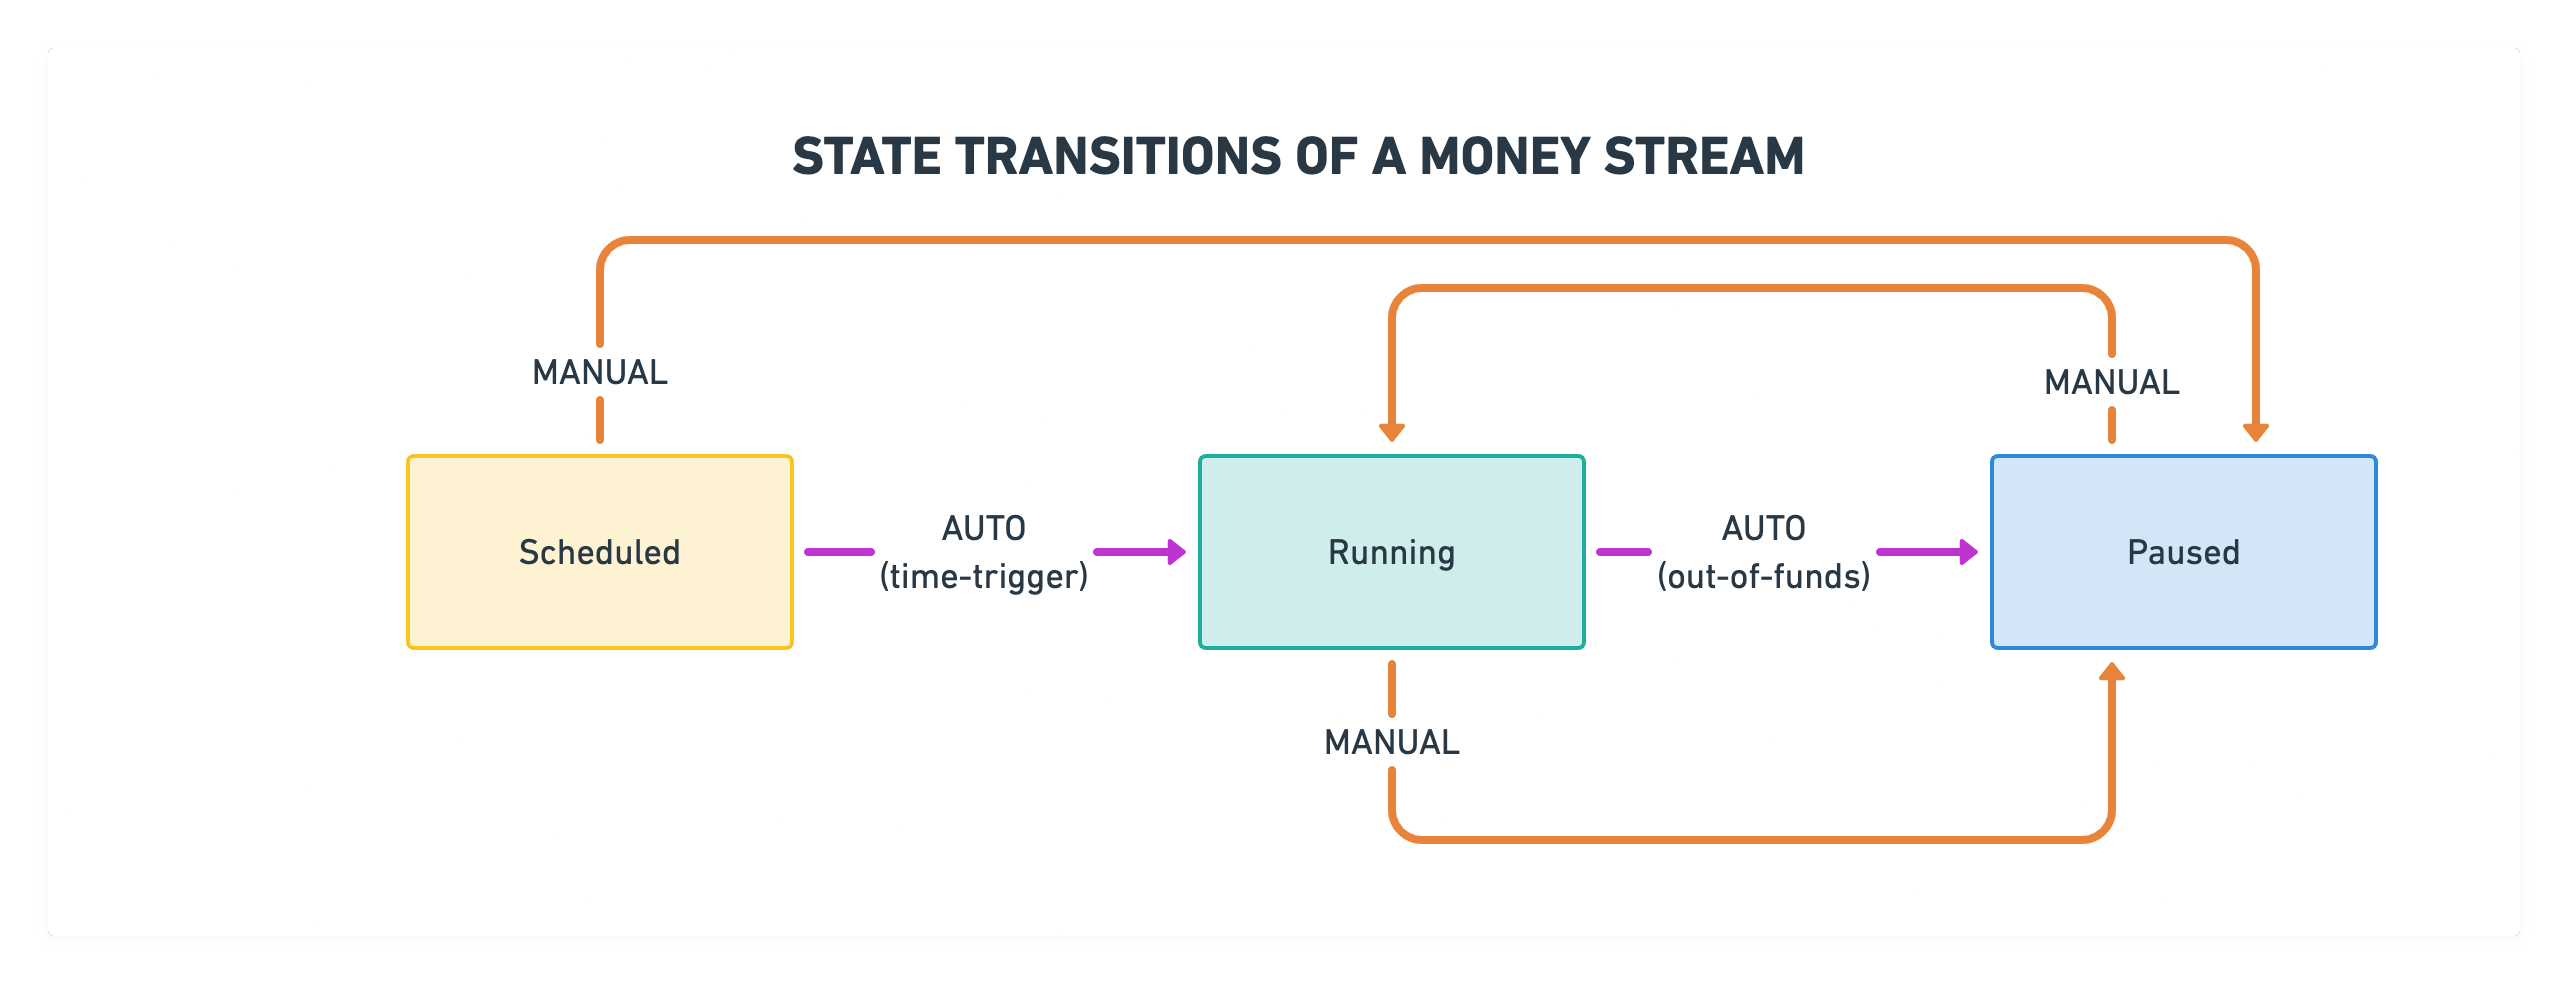 STATE TRANSITIONS OF A MONEY STREAM
MANUAL
MANUAL
Scheduled
AUTO
(time-trigger)
Running
AUTO
(out-of-funds)
Paused
MANUAL